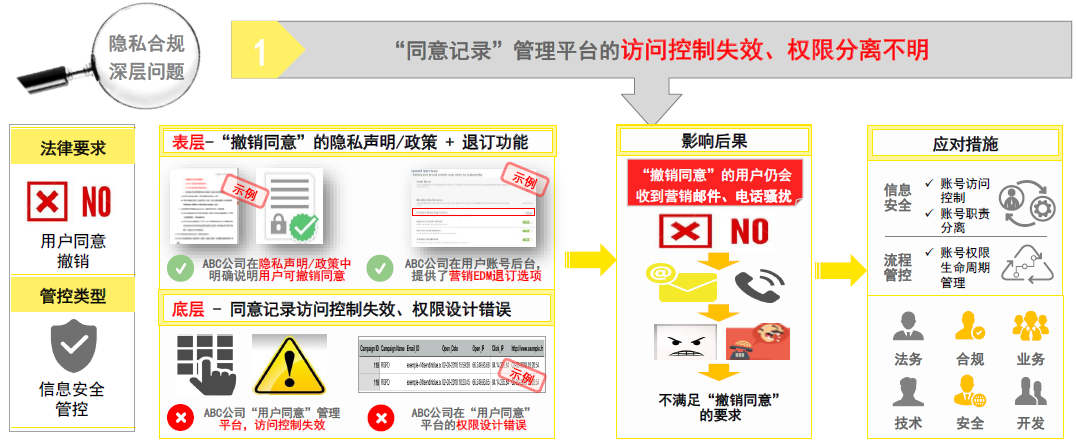 隐私合规
深层问题
1
“同意记录”管理平台的访问控制失效、权限分离不明
法律要求
NO
用户同意
撤销
管控类型
信息安全
管控
表层-“撤销同意”的隐私声明/政策 + 退订功能
示例
示例
ABC公司在隐私声明/政策中
明确说明用户可撤销同意
ABC公司在用户账号后台，
提供了营销EDM退订选项
底层 - 同意记录访问控制失效、权限设计错误
Campaign ID Campaign Name Email_ID Open_Date Open_IP Click_IP
示例
ABC公司“用户同意”管理
平台，访问控制失效
ABC公司在“用户同意”
平台的权限设计错误
影响后果
“撤销同意”的用户仍会
收到营销邮件、电话骚扰
NO
@
不满足“撤销同意”
的要求
应对措施
信息
安全
✓ 账号访问
控制
✓ 账号职责
分离
流程
管控
✓ 账号权限
生命周期
管理
法务
合规
业务
技术
安全
开发